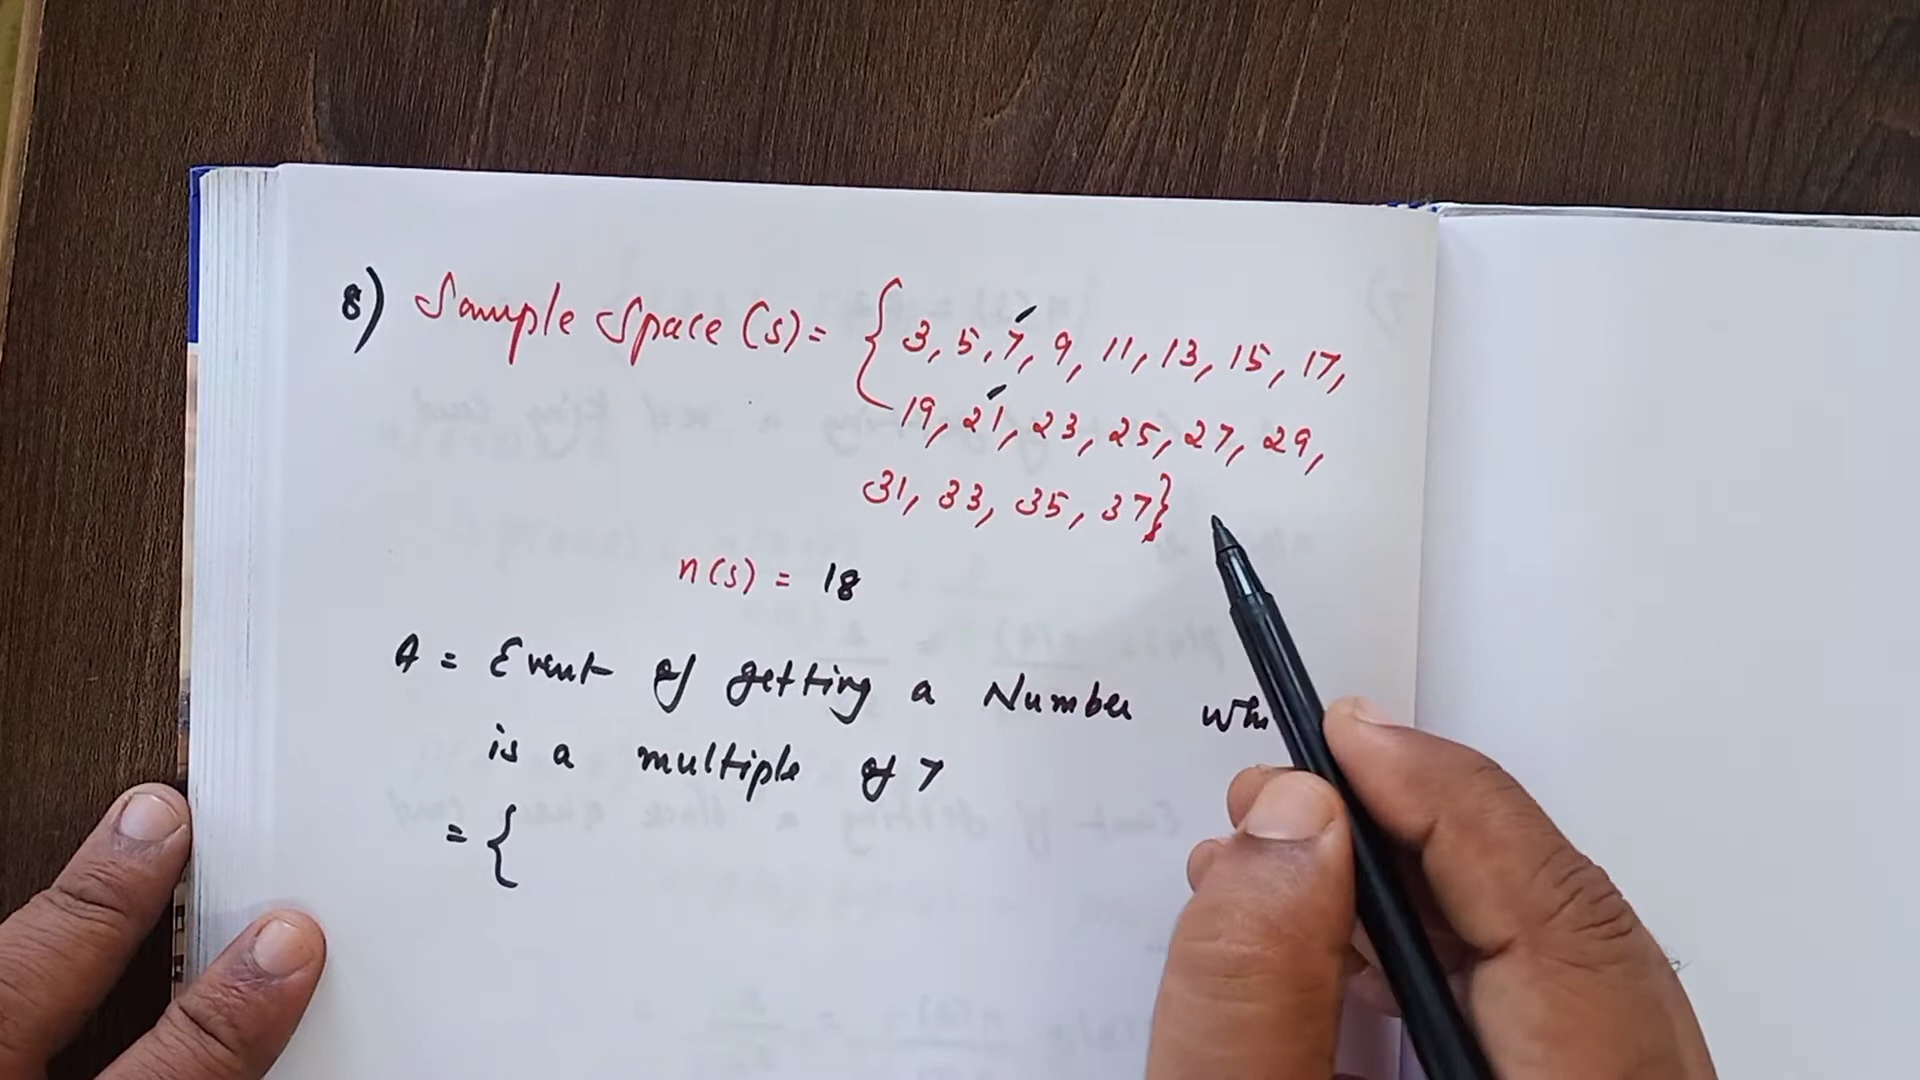 8) Sample Space (s) = { 3, 5, 7, 9, 11, 13, 15, 17,
19, 21, 23, 25, 27, 29,
31, 33, 35, 37}
n(s) = 18
A = Event of getting a Number
is a multiple of 7
= {